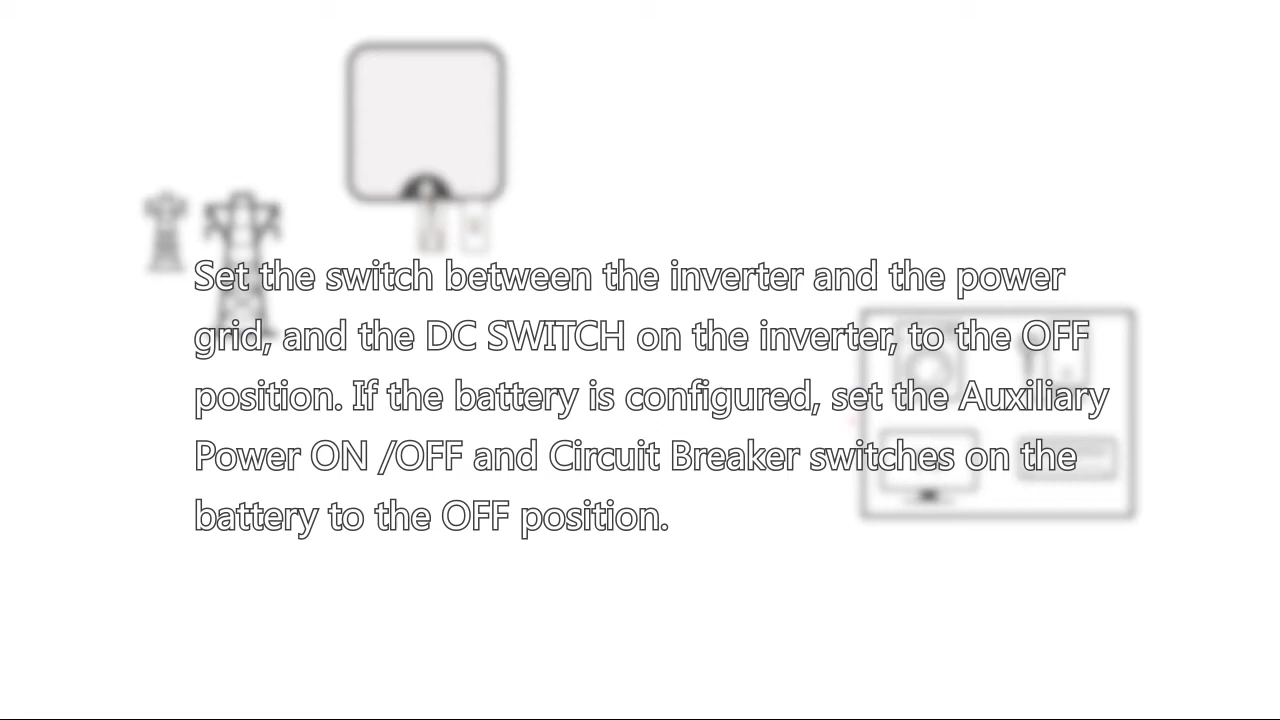 Set the switch between the inverter and the power
grid, and the DC SWITCH on the inverter, to the OFF
position. If the battery is configured, set the Auxiliary
Power ON /OFF and Circuit Breaker switches on the
battery to the OFF position.